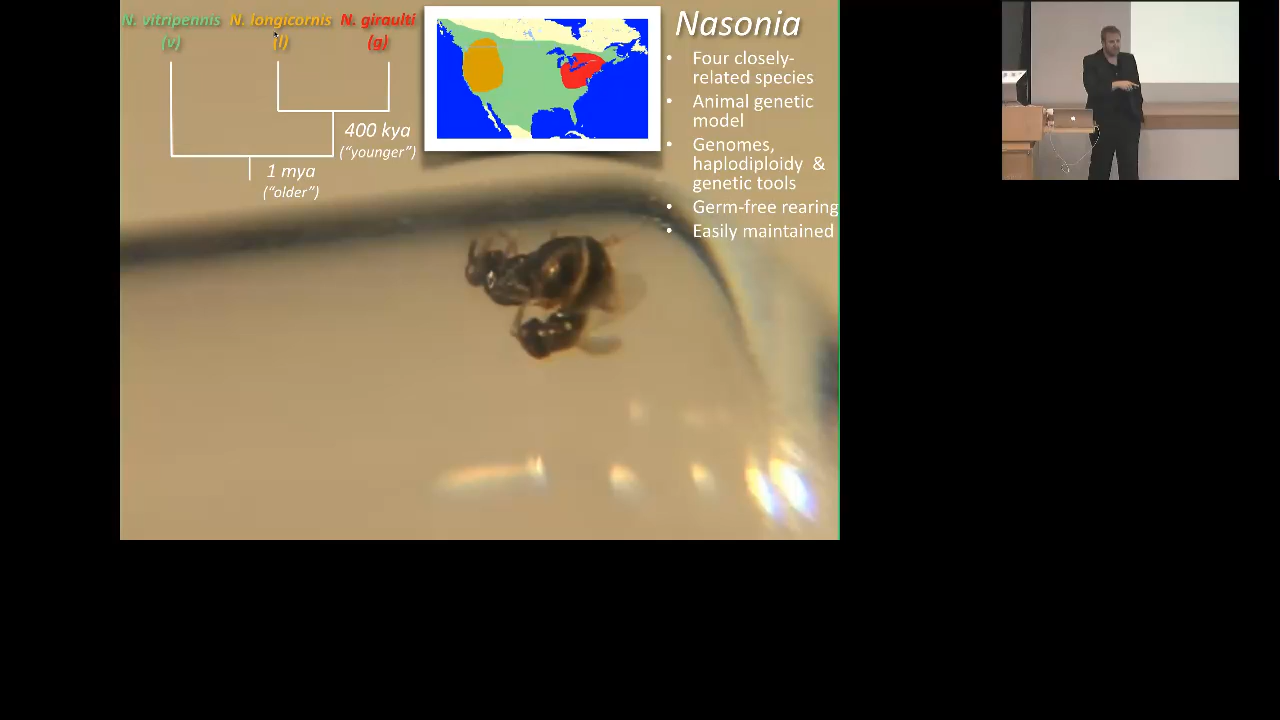 N. vitripennis N. longicornis N. giraulti
(v) (l) (g)
400 kya
("younger")
1 mya
("older")
Nasonia
• Four closely-
related species
• Animal genetic
model
• Genomes,
haplodiploidy &
genetic tools
• Germ-free rearing
• Easily maintained